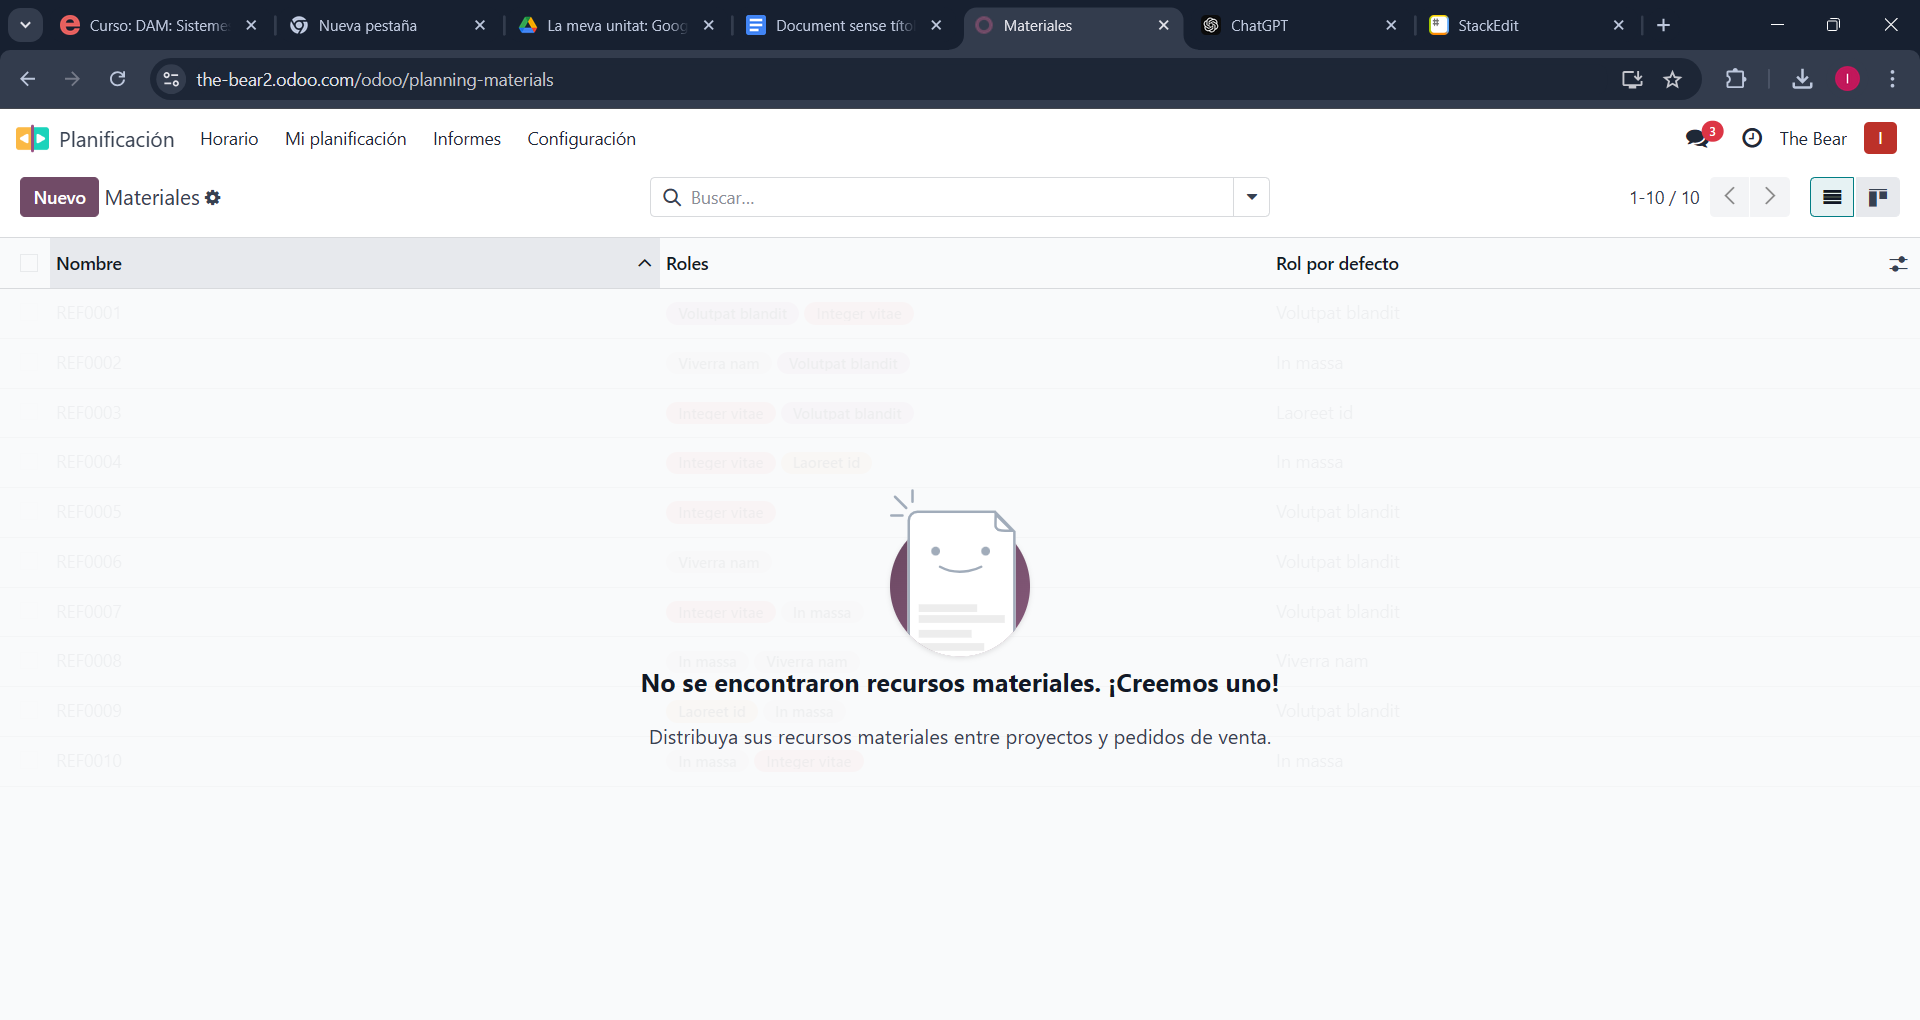 Curso: DAM: Sisteme
Nueva pestaña
La meva unitat: Goog
Document sense títo
Materiales
ChatGPT
StackEdit
the-bear2.odoo.com/odoo/planning-materials
I
Planificación
Horario
Mi planificación
Informes
Configuración
3
The Bear
I
Nuevo
Materiales
Buscar...
1-10 / 10
Nombre
Roles
Rol por defecto
REF0001 Volutpat blandit Integer vitae Volutpat blandit
REF0002 Viverra nam Volutpat blandit In massa
REF0003 Integer vitae Volutpat blandit Laoreet id
REF0004 Integer vitae Laoreet id In massa
REF0005 Integer vitae Volutpat blandit
REF0006 Viverra nam Volutpat blandit
REF0007 Integer vitae In massa Volutpat blandit
REF0008 In massa Viverra nam Viverra nam
No se encontraron recursos materiales. ¡Creemos uno!
REF0009 Laoreet id In massa Volutpat blandit
Distribuya sus recursos materiales entre proyectos y pedidos de venta.
REF0010 In massa Integer vitae In massa